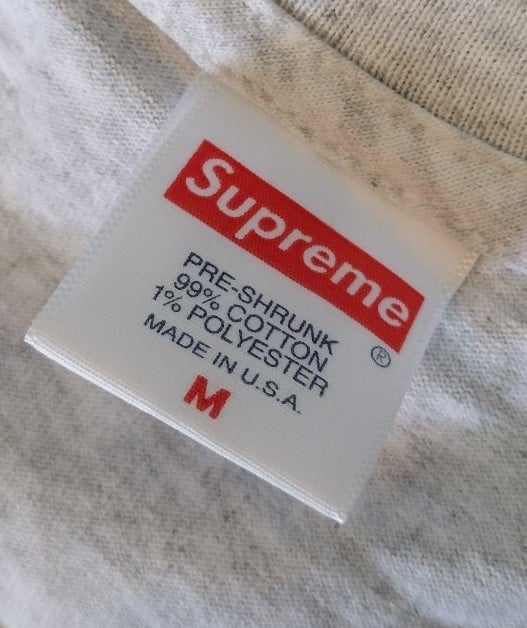 Supreme
®
PRE-SHRUNK
99% COTTON
1% POLYESTER
MADE IN U.S.A.
M